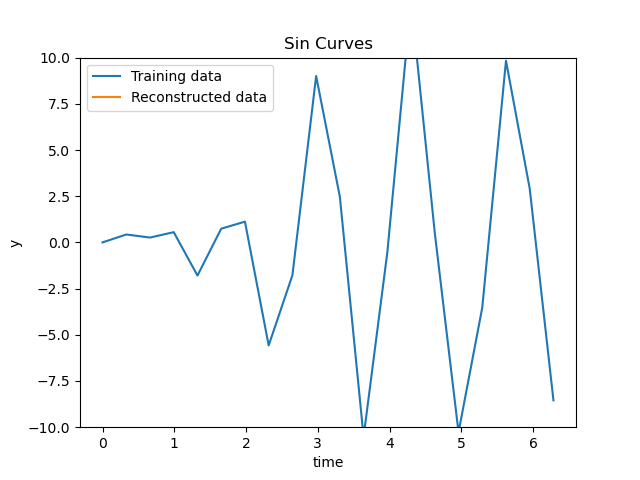 Sin Curves
Training data
Reconstructed data
10.0
7.5
5.0
2.5
0.0
−2.5
−5.0
−7.5
−10.0
y
0 1 2 3 4 5 6
time